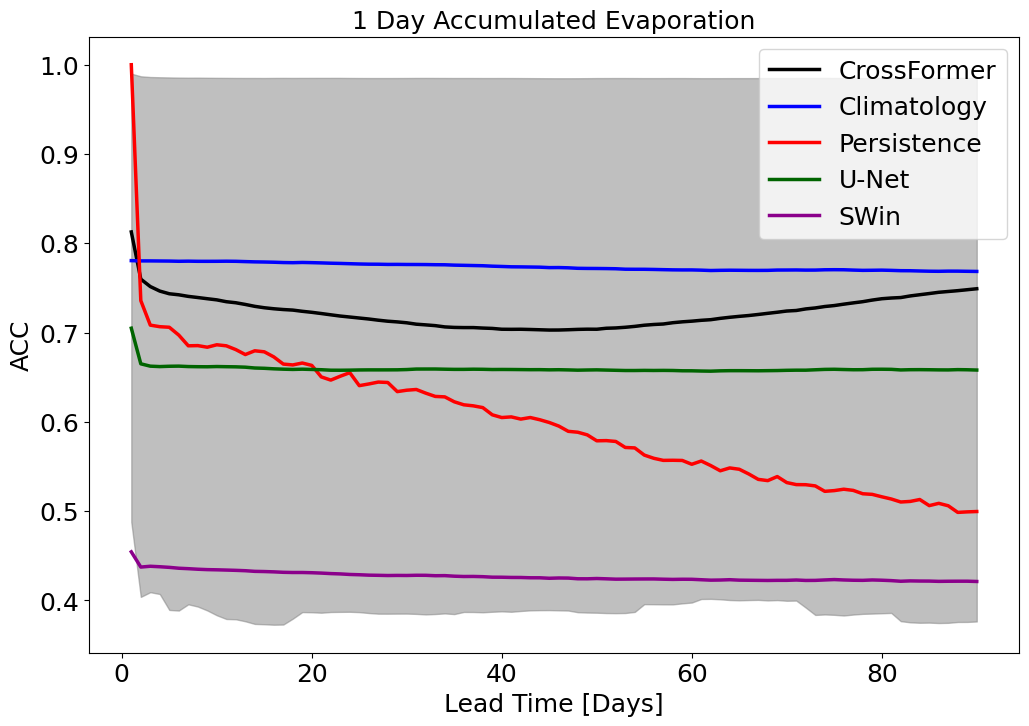 1 Day Accumulated Evaporation
CrossFormer
Climatology
Persistence
U-Net
SWin
ACC
1.0
0.9
0.8
0.7
0.6
0.5
0.4
0 20 40 60 80
Lead Time [Days]